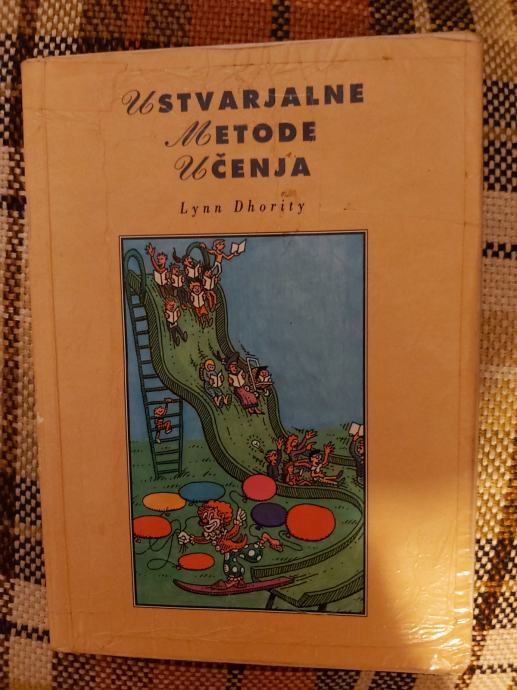 USTVARJALNE
METODE
UČENJA
Lynn Dhority